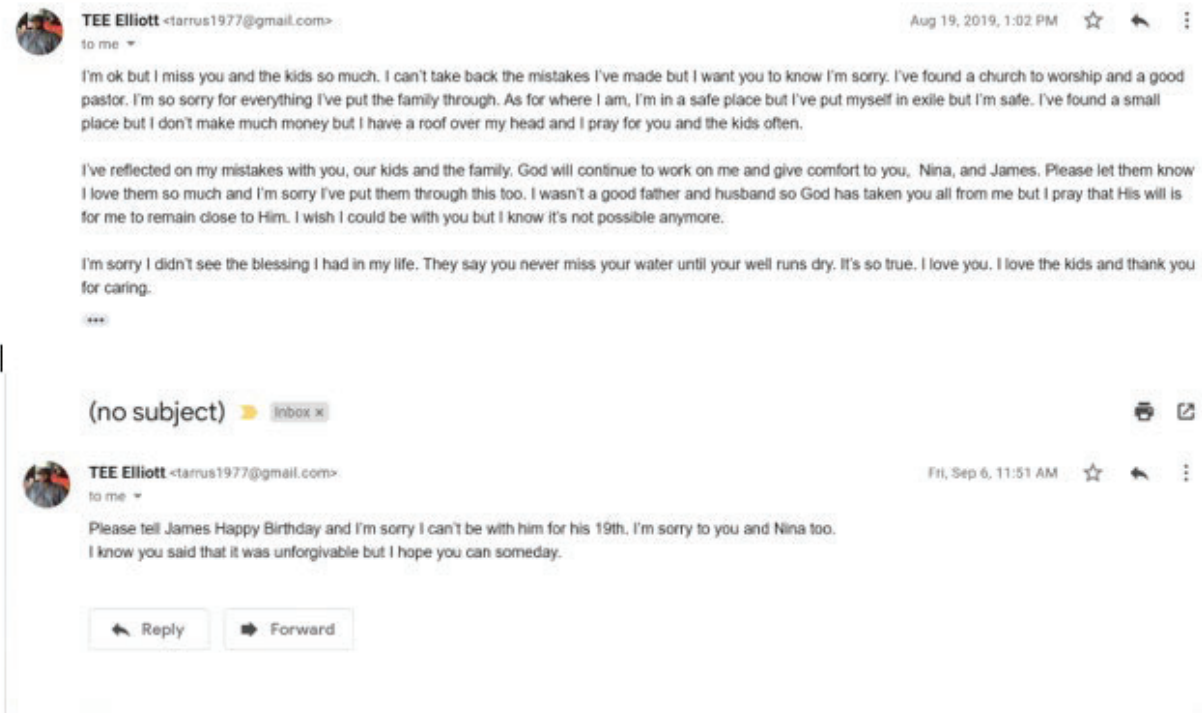 TEE Elliott <tarrus1977@gmail.com> Aug 19, 2019, 1:02 PM
to me
I'm ok but I miss you and the kids so much. I can't take back the mistakes I've made but I want you to know I'm sorry. I've found a church to worship and a good
pastor. I'm so sorry for everything I've put the family through. As for where I am, I'm in a safe place but I've put myself in exile but I'm safe. I've found a small
place but I don't make much money but I have a roof over my head and I pray for you and the kids often.
I've reflected on my mistakes with you, our kids and the family. God will continue to work on me and give comfort to you, Nina, and James. Please let them know
I love them so much and I'm sorry I've put them through this too. I wasn't a good father and husband so God has taken you all from me but I pray that His will is
for me to remain close to Him. I wish I could be with you but I know it's not possible anymore.
I'm sorry I didn't see the blessing I had in my life. They say you never miss your water until your well runs dry. It's so true. I love you. I love the kids and thank you
for caring.
(no subject) Inbox x
TEE Elliott <tarrus1977@gmail.com> Fri, Sep 6, 11:51 AM
to me
Please tell James Happy Birthday and I'm sorry I can't be with him for his 19th. I'm sorry to you and Nina too.
I know you said that it was unforgivable but I hope you can someday.
Reply Forward